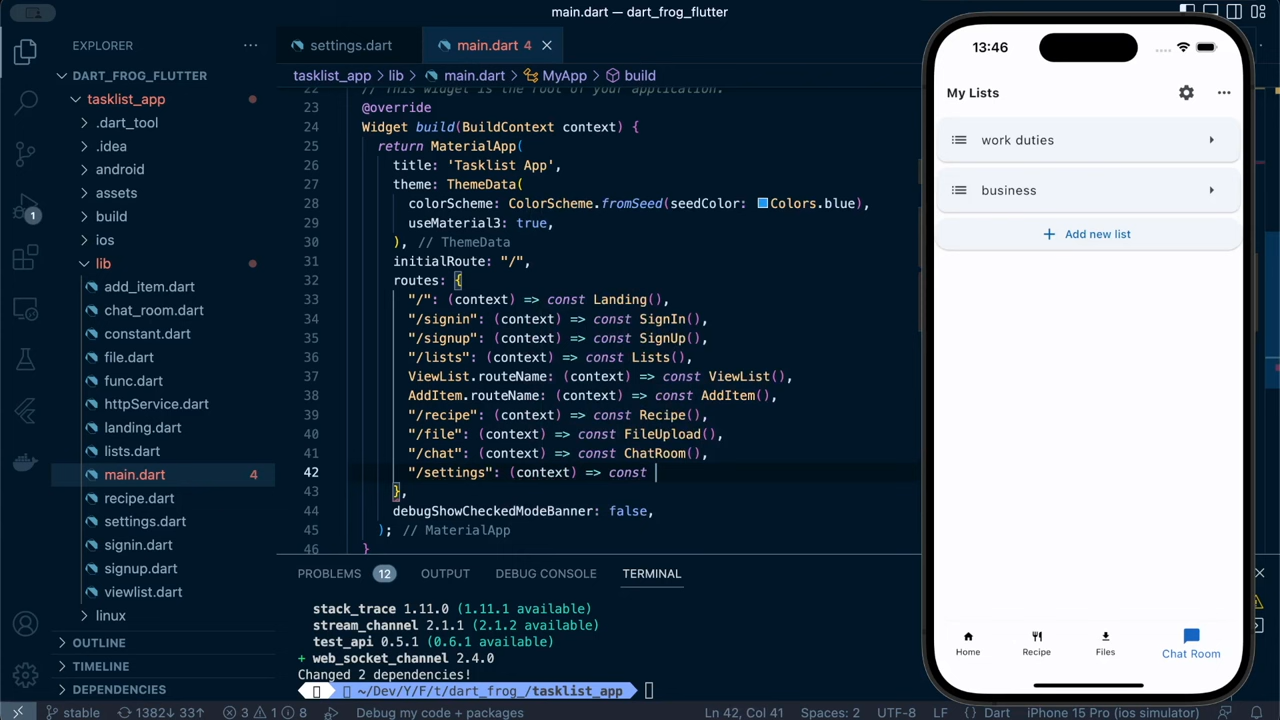 main.dart — dart_frog_flutter
EXPLORER
DART_FROG_FLUTTER
tasklist_app
.dart_tool
.idea
android
assets
build
ios
lib
add_item.dart
chat_room.dart
constant.dart
file.dart
func.dart
httpService.dart
landing.dart
lists.dart
main.dart 4
recipe.dart
settings.dart
signin.dart
signup.dart
viewlist.dart
linux
OUTLINE
TIMELINE
DEPENDENCIES
1
settings.dart
main.dart 4
tasklist_app > lib > main.dart > MyApp > build
22 // This widget is the root of your application.
23 @override
24 Widget build(BuildContext context) {
25 return MaterialApp(
26 title: 'Tasklist App',
27 theme: ThemeData(
28 colorScheme: ColorScheme.fromSeed(seedColor: Colors.blue),
29 useMaterial3: true,
30 ), // ThemeData
31 initialRoute: "/",
32 routes: {
33 "/": (context) => const Landing(),
34 "/signin": (context) => const SignIn(),
35 "/signup": (context) => const SignUp(),
36 "/lists": (context) => const Lists(),
37 ViewList.routeName: (context) => const ViewList(),
38 AddItem.routeName: (context) => const AddItem(),
39 "/recipe": (context) => const Recipe(),
40 "/file": (context) => const FileUpload(),
41 "/chat": (context) => const ChatRoom(),
42 "/settings": (context) => const
43 },
44 debugShowCheckedModeBanner: false,
45 ); // MaterialApp
46 }
PROBLEMS 12 OUTPUT DEBUG CONSOLE TERMINAL
stack_trace 1.11.0 (1.11.1 available)
stream_channel 2.1.1 (2.1.2 available)
test_api 0.5.1 (0.6.1 available)
+ web_socket_channel 2.4.0
Changed 2 dependencies!
~/Dev/Y/F/t/dart_frog_/tasklist_app
13:46
My Lists
work duties
business
+ Add new list
Home Recipe Files Chat Room
stable 1382↓ 33↑ 3 1 8 Debug my code + packages Ln 42, Col 41 Spaces: 2 UTF-8 LF {} Dart iPhone 15 Pro (ios simulator)